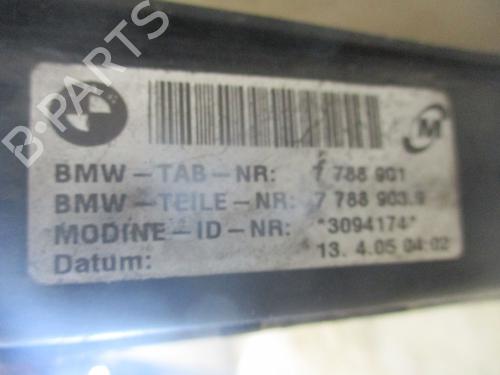 B-PARTS
M
BMW-TAB-NR: 7 788 901
BMW-TEILE-NR: 7 788 903.9
MODINE-ID-NR: *3094174*
Datum: 13. 4.05 04:02